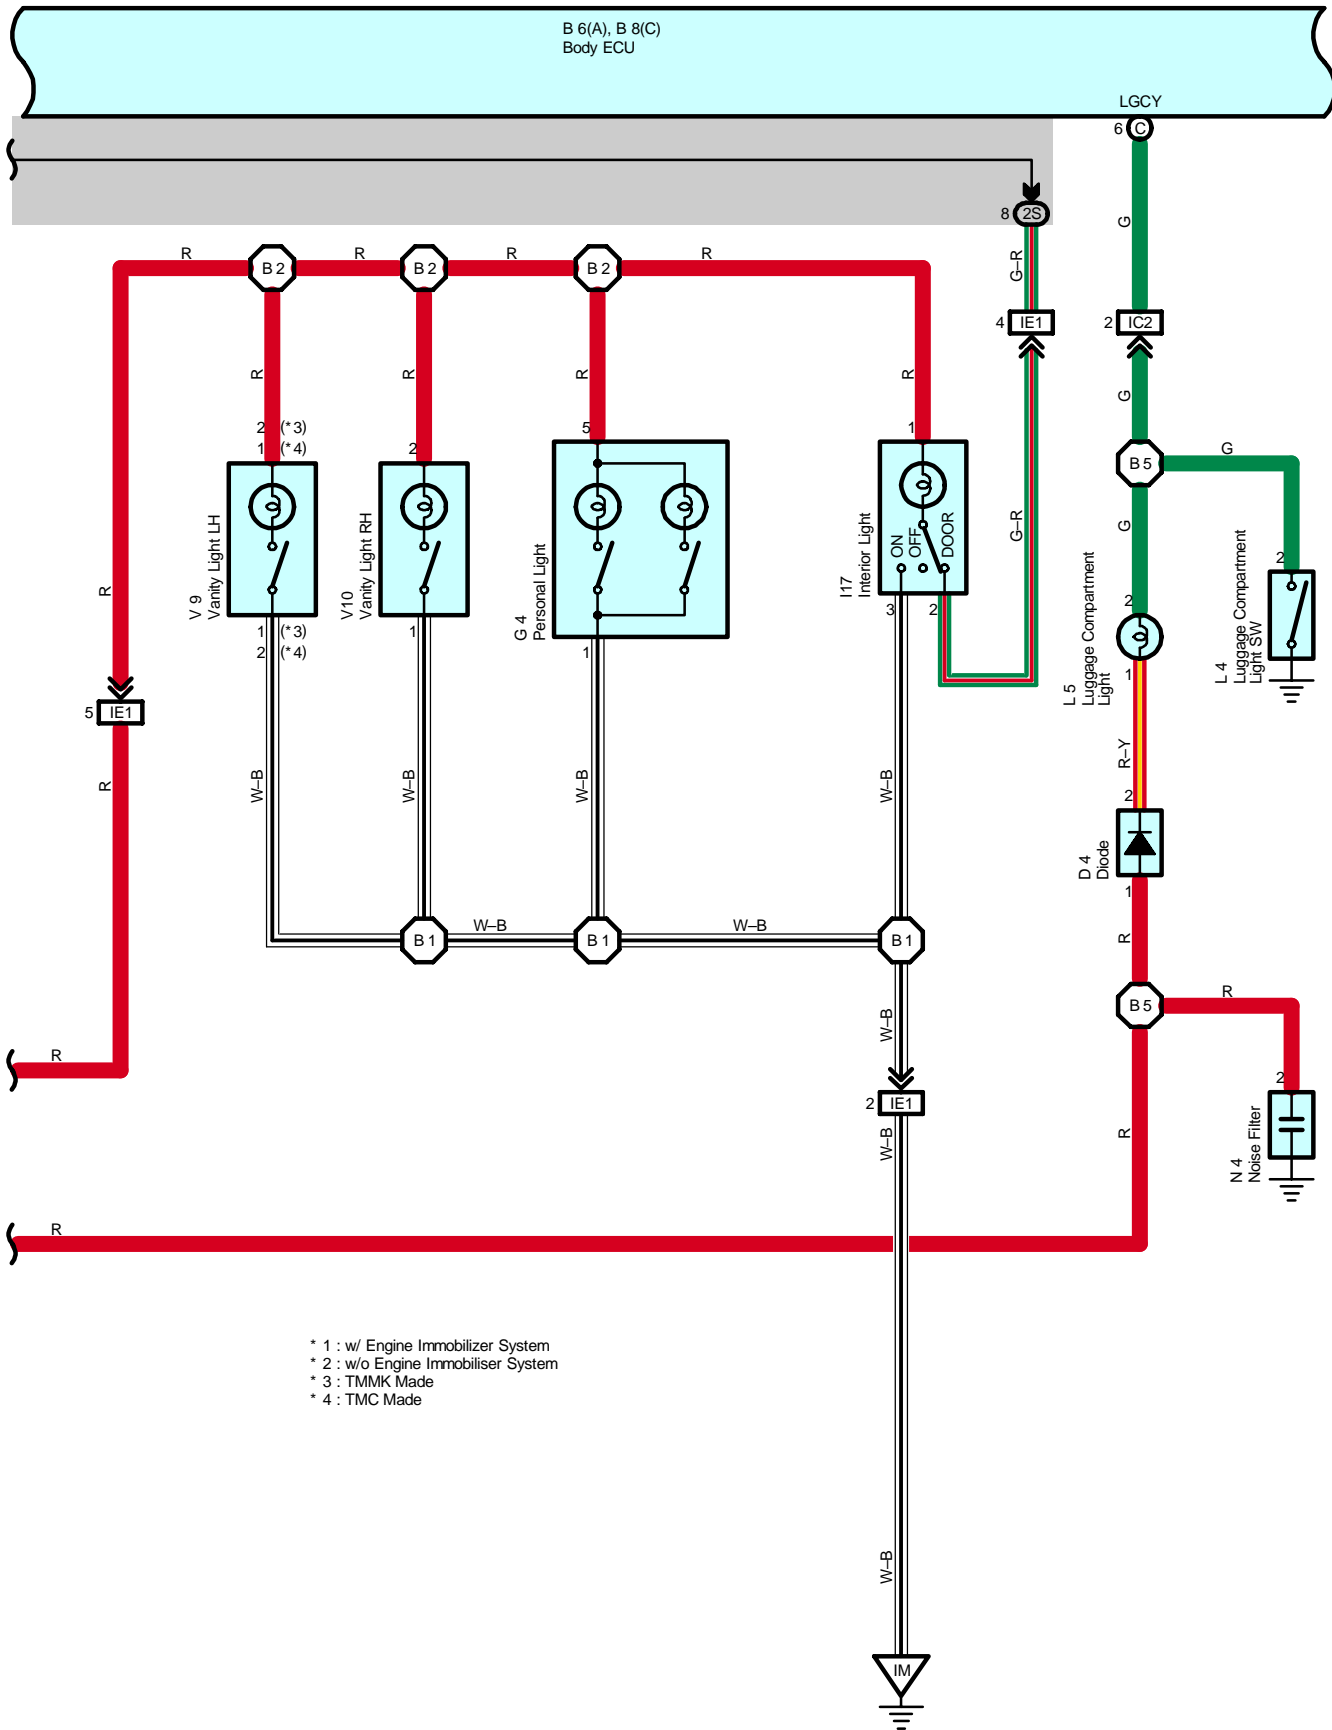 B 6(A), B 8(C)
Body ECU
LGCY
6 C
8 2S
G
G–R
R R R R
B 2 B 2 B 2
4 IE1
2 IC2
R R R R
G
2 (* 3)
1 (* 4)
2
5
1
B 5
G
V 9
Vanity Light LH
V10
Vanity Light RH
G 4
Personal Light
I17
Interior Light
ON
OFF
DOOR
G–R
G
R
2
L 4
Luggage Compartment
Light SW
1 (* 3)
2 (* 4)
1
1
3 2
2
L 5
Luggage Compartment
Light
1
5 IE1
R
W–B W–B W–B W–B
R–Y
2
D 4
Diode
1
W–B W–B
B 1 B 1 B 1
R
W–B
B 5
R
R
2 IE1
2
W–B
R
N 4
Noise Filter
R
* 1 : w/ Engine Immobilizer System
* 2 : w/o Engine Immobiliser System
* 3 : TMMK Made
* 4 : TMC Made
W–B
IM